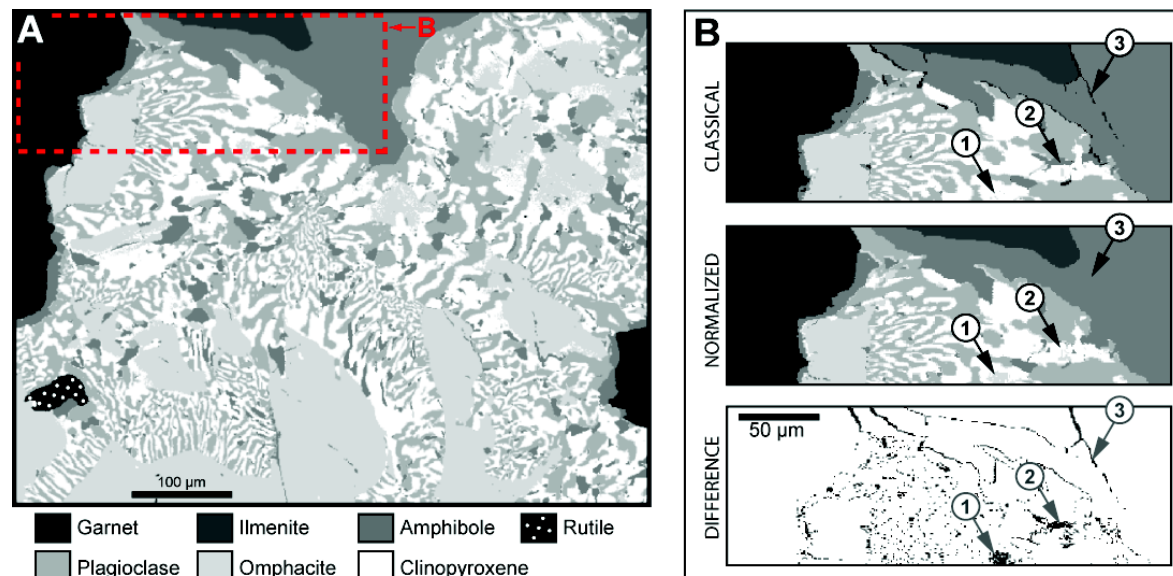 A
B
100 µm
Garnet
Ilmenite
Amphibole
Rutile
Plagioclase
Omphacite
Clinopyroxene
B
CLASSICAL
1
2
3
NORMALIZED
1
2
3
DIFFERENCE
50 µm
1
2
3